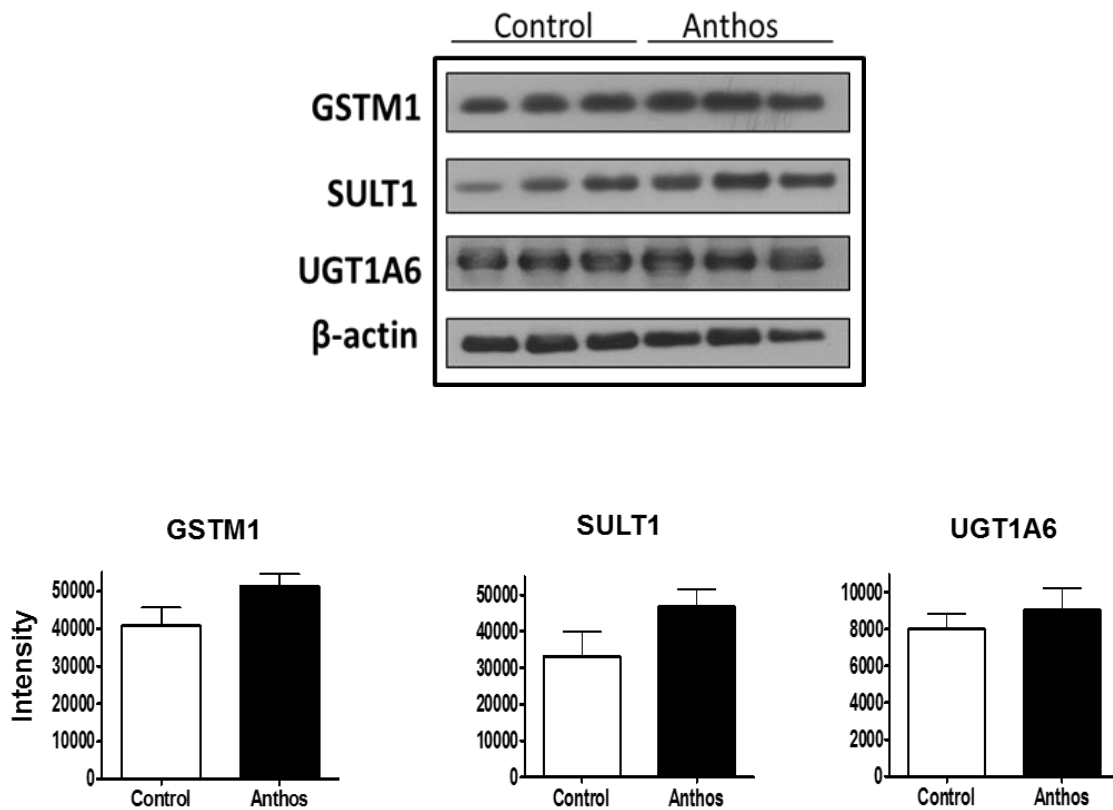 Control Anthos
GSTM1
SULT1
UGT1A6
β-actin
GSTM1
Intensity
50000
40000
30000
20000
10000
0
Control Anthos
SULT1
50000
40000
30000
20000
10000
0
Control Anthos
UGT1A6
10000
8000
6000
4000
2000
0
Control Anthos